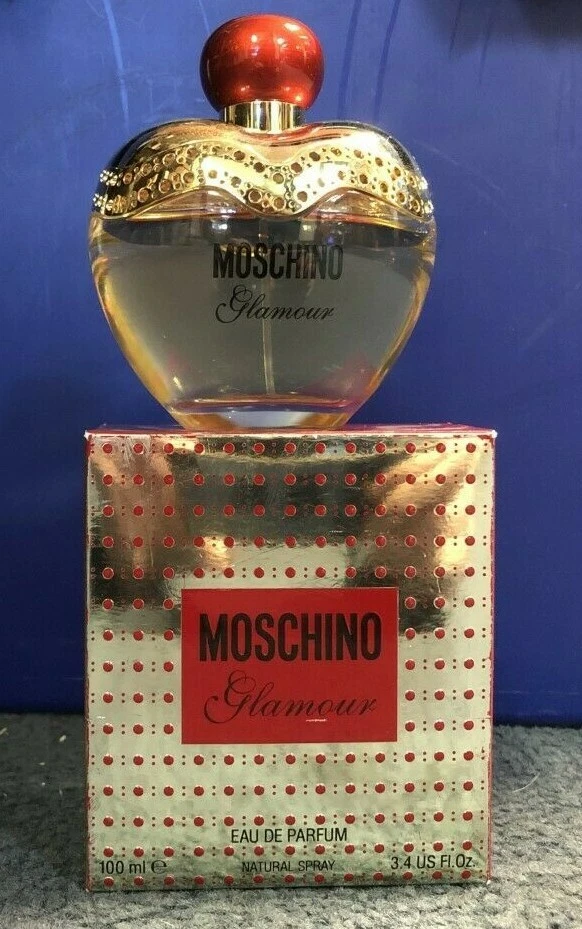 MOSCHINO
Glamour
MOSCHINO
Glamour
EAU DE PARFUM
100 ml ℮ NATURAL SPRAY 3.4 US Fl.Oz.